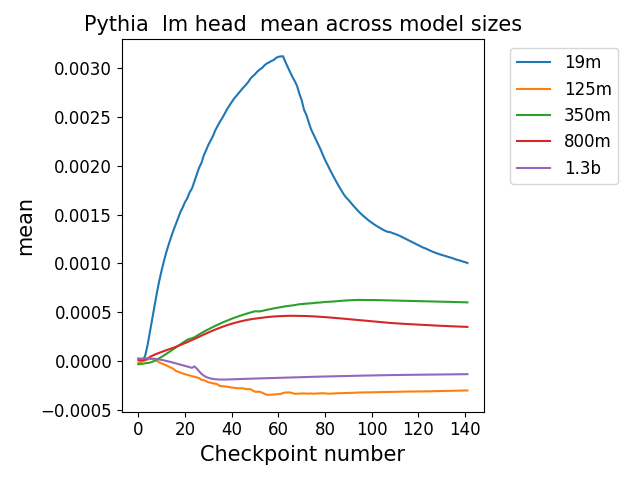 Pythia  lm head  mean across model sizes
0.0030
0.0025
0.0020
0.0015
0.0010
0.0005
0.0000
−0.0005
mean
0 20 40 60 80 100 120 140
Checkpoint number
19m
125m
350m
800m
1.3b